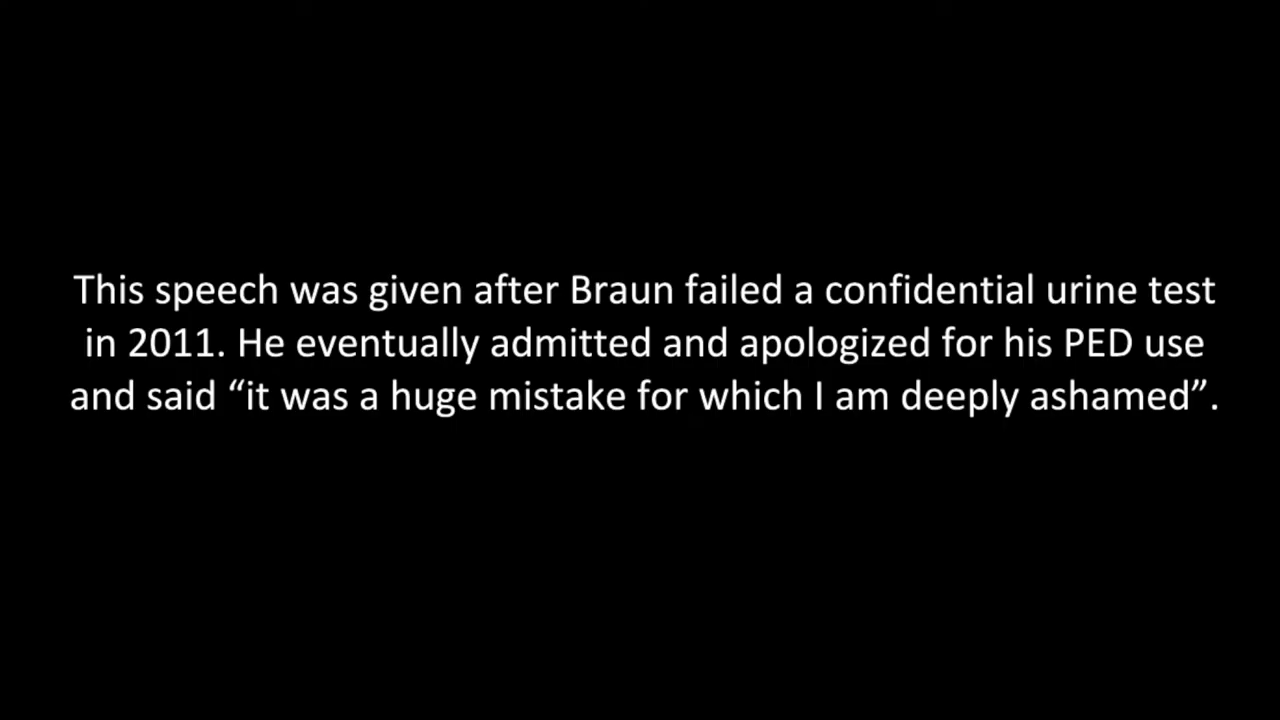 This speech was given after Braun failed a confidential urine test
in 2011. He eventually admitted and apologized for his PED use
and said “it was a huge mistake for which I am deeply ashamed”.